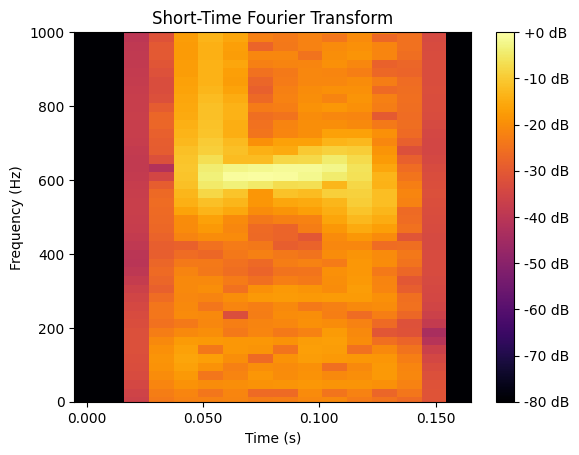 Short-Time Fourier Transform
1000
800
600
400
200
0
Frequency (Hz)
0.000
0.050
0.100
0.150
Time (s)
+0 dB
-10 dB
-20 dB
-30 dB
-40 dB
-50 dB
-60 dB
-70 dB
-80 dB